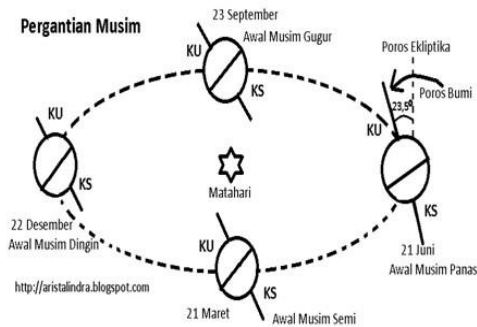 Pergantian Musim
23 September
Awal Musim Gugur
KU
KS
Poros Ekliptika
Poros Bumi
23,5⁰
KU
KS
21 Juni
Awal Musim Panas
KU
KS
22 Desember
Awal Musim Dingin
Matahari
KU
KS
21 Maret
Awal Musim Semi
http://aristalindra.blogspot.com